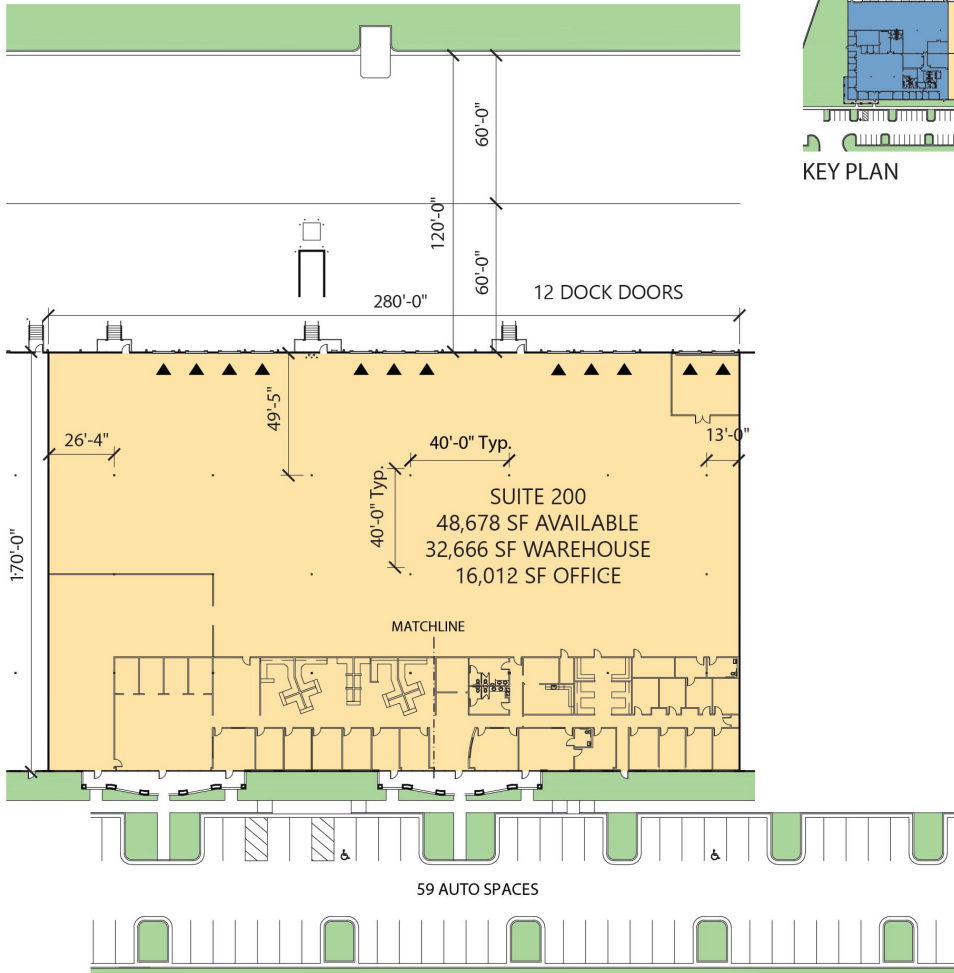 KEY PLAN
60'-0"
120'-0"
60'-0"
280'-0"
12 DOCK DOORS
49'-5"
26'-4"
40'-0" Typ.
13'-0"
40'-0" Typ.
SUITE 200
48,678 SF AVAILABLE
32,666 SF WAREHOUSE
16,012 SF OFFICE
170'-0"
MATCHLINE
59 AUTO SPACES